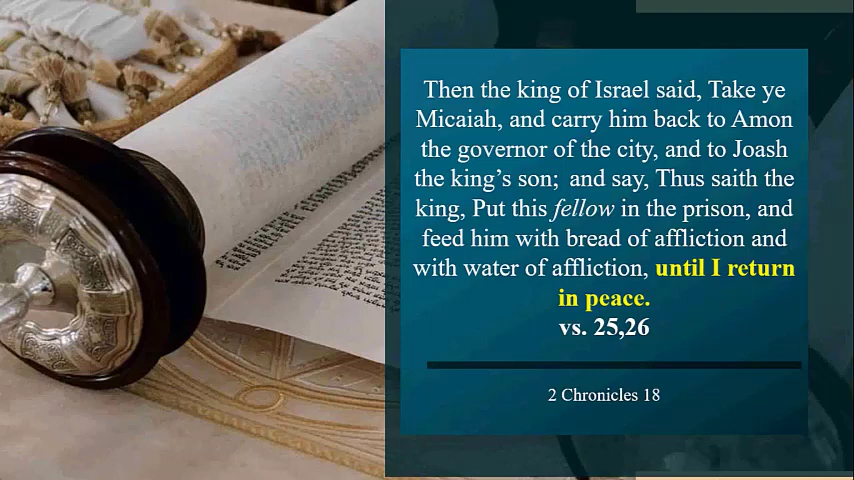 Then the king of Israel said, Take ye
Micaiah, and carry him back to Amon
the governor of the city, and to Joash
the king's son; and say, Thus saith the
king, Put this fellow in the prison, and
feed him with bread of affliction and
with water of affliction, until I return
in peace.
vs. 25,26
2 Chronicles 18